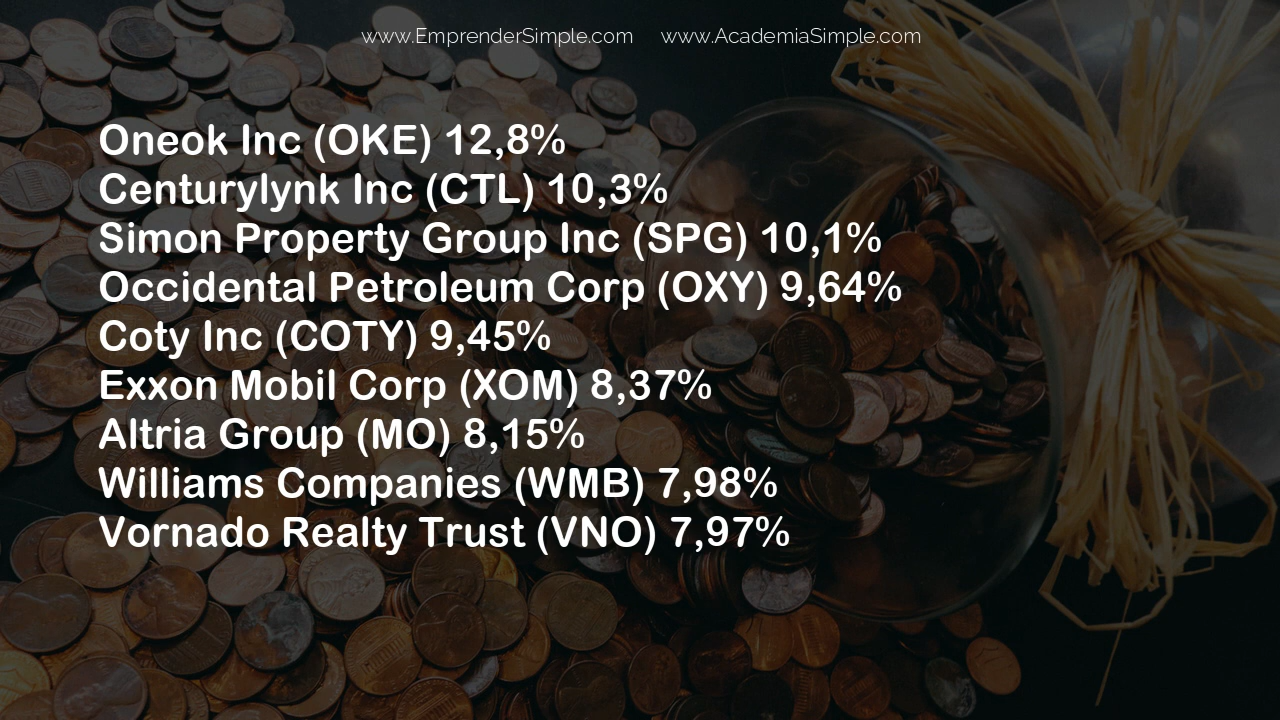 www.EmprenderSimple.com www.AcademiaSimple.com
Oneok Inc (OKE) 12,8%
Centurylynk Inc (CTL) 10,3%
Simon Property Group Inc (SPG) 10,1%
Occidental Petroleum Corp (OXY) 9,64%
Coty Inc (COTY) 9,45%
Exxon Mobil Corp (XOM) 8,37%
Altria Group (MO) 8,15%
Williams Companies (WMB) 7,98%
Vornado Realty Trust (VNO) 7,97%